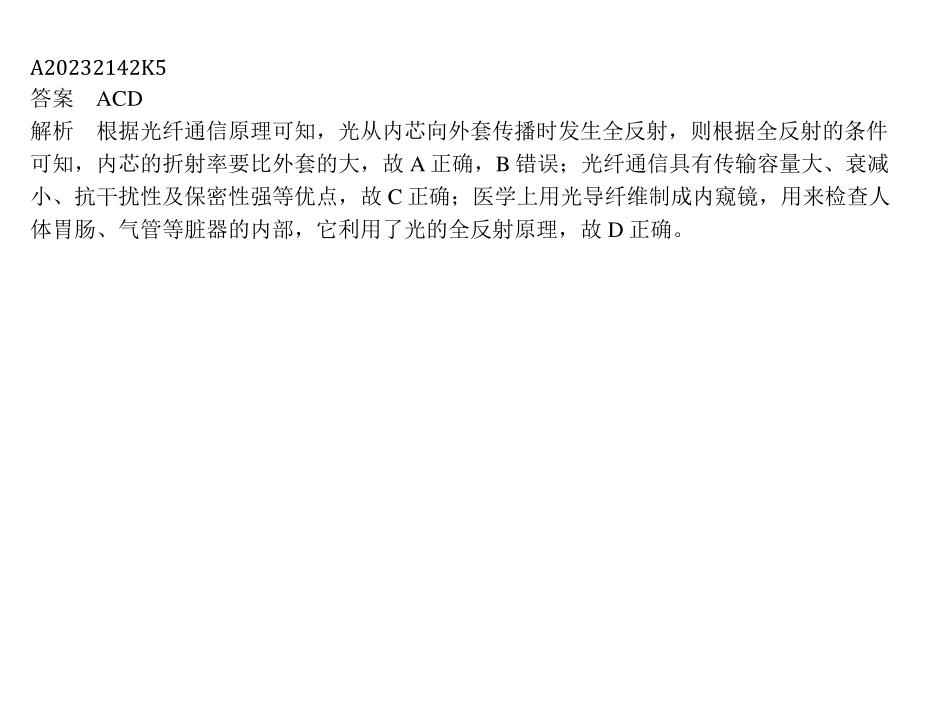 A20232142K5
答案 ACD
解析 根据光纤通信原理可知，光从内芯向外套传播时发生全反射，则根据全反射的条件
可知，内芯的折射率要比外套的大，故 A 正确，B 错误；光纤通信具有传输容量大、衰减
小、抗干扰性及保密性强等优点，故 C 正确；医学上用光导纤维制成内窥镜，用来检查人
体胃肠、气管等脏器的内部，它利用了光的全反射原理，故 D 正确。